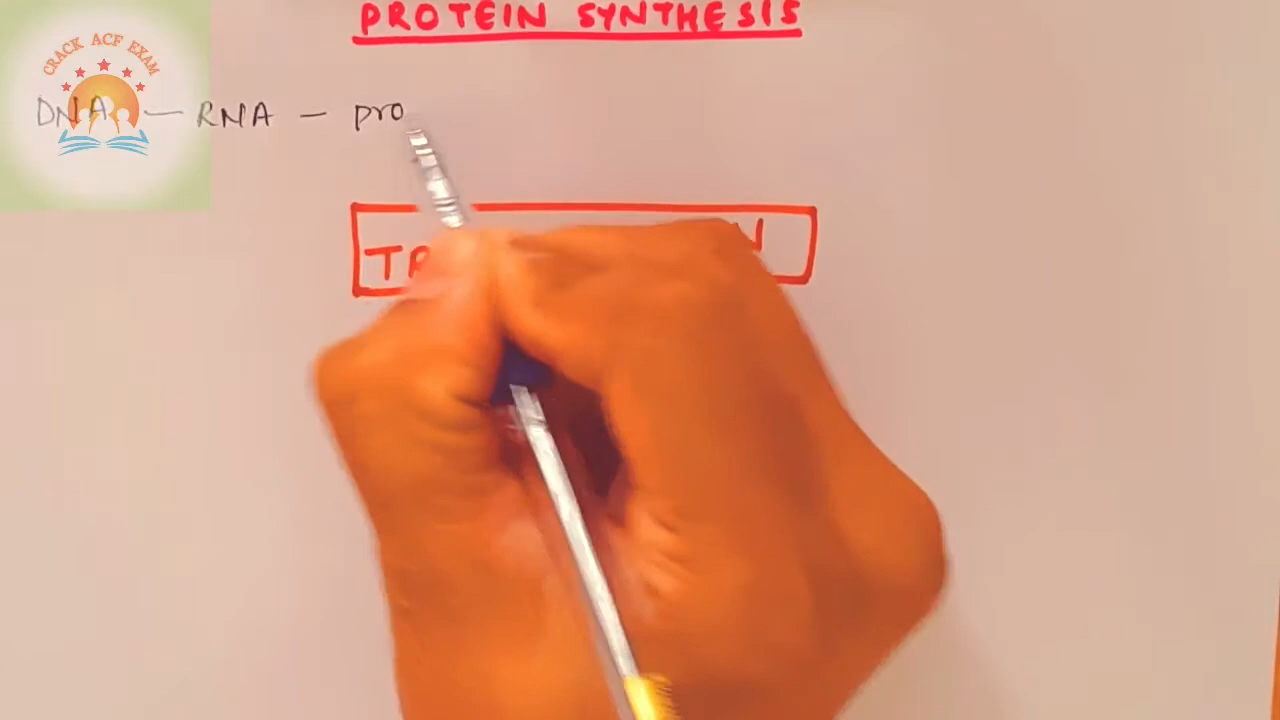 PROTEIN SYNTHESIS
CRACK ACF EXAM
DNA — RNA — pro